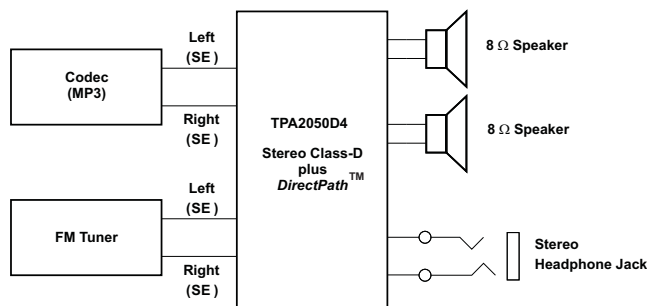 Left
(SE )
Codec
(MP3)
Right
(SE )
Left
(SE )
FM Tuner
Right
(SE )
TPA2050D4
Stereo Class-D
plus
DirectPath™
8 Ω Speaker
8 Ω Speaker
Stereo
Headphone Jack